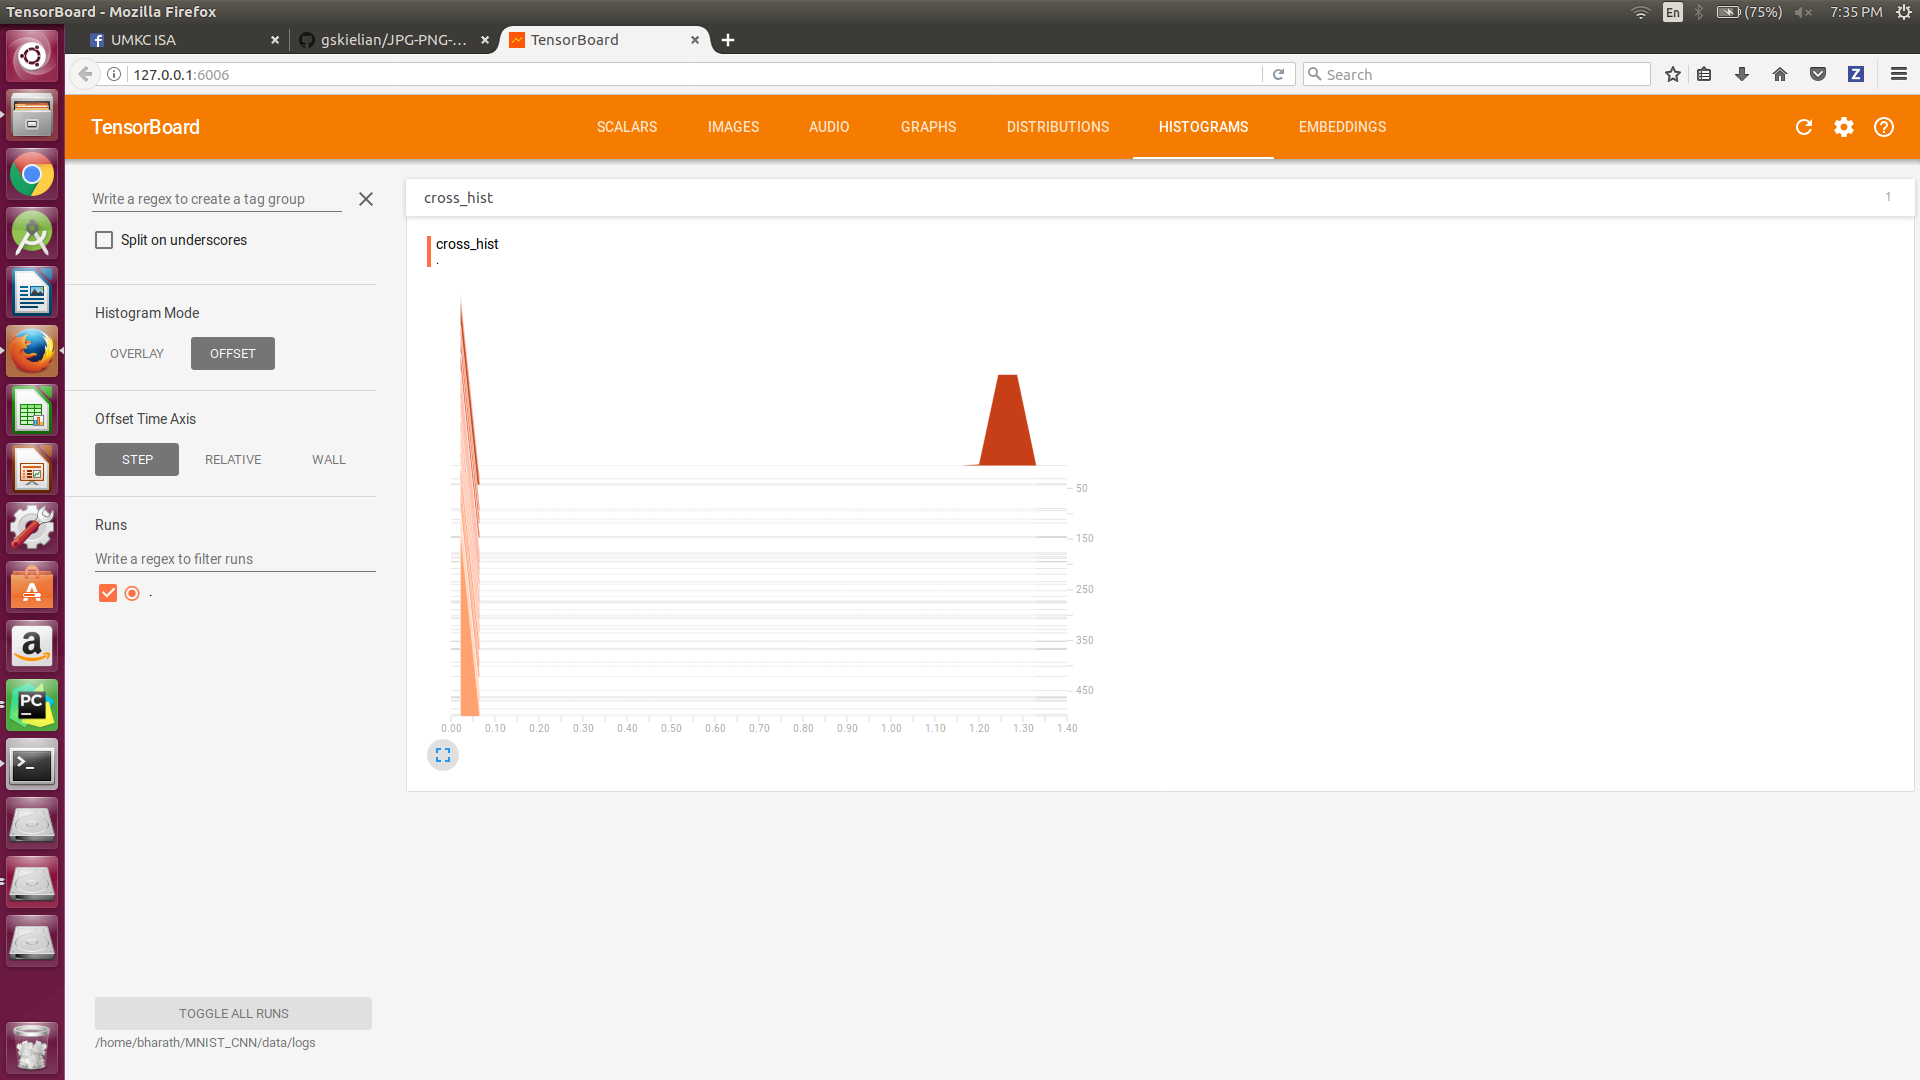 TensorBoard - Mozilla Firefox
En
(75%)
7:35 PM
UMKC ISA
gskielian/JPG-PNG-...
TensorBoard
127.0.0.1:6006
Search
Z
TensorBoard
SCALARS
IMAGES
AUDIO
GRAPHS
DISTRIBUTIONS
HISTOGRAMS
EMBEDDINGS
Write a regex to create a tag group
Split on underscores
Histogram Mode
OVERLAY
OFFSET
Offset Time Axis
STEP
RELATIVE
WALL
Runs
Write a regex to filter runs
.
TOGGLE ALL RUNS
/home/bharath/MNIST_CNN/data/logs
cross_hist
1
cross_hist
.
50
150
250
350
450
0.00 0.10 0.20 0.30 0.40 0.50 0.60 0.70 0.80 0.90 1.00 1.10 1.20 1.30 1.40
PC